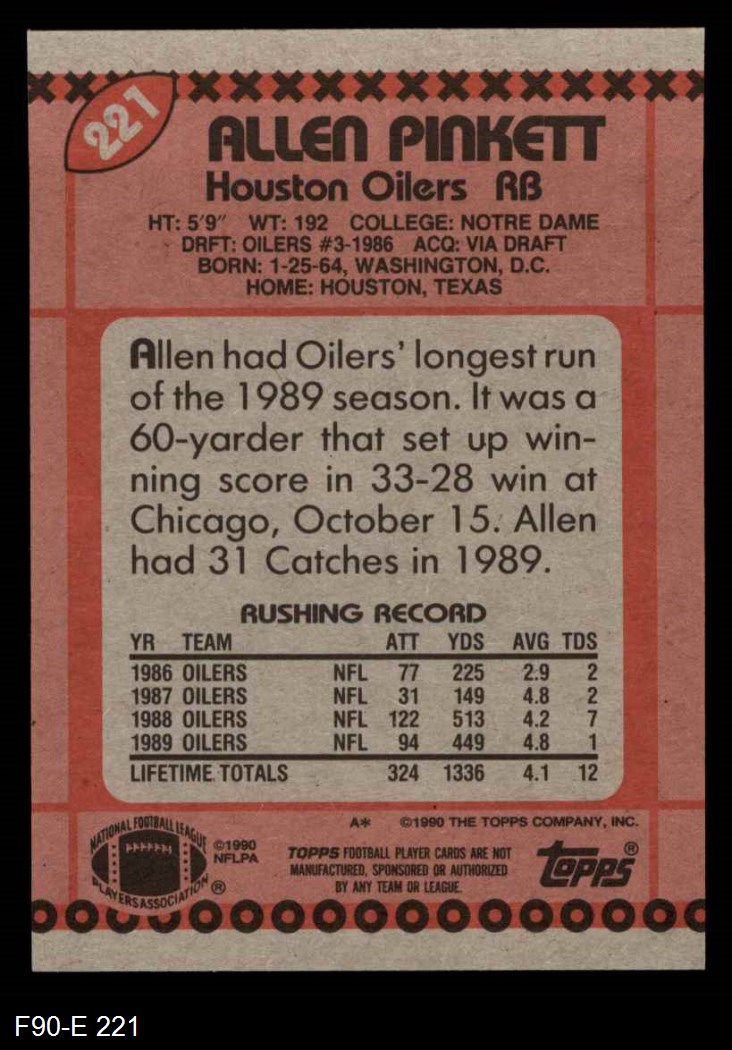 221
ALLEN PINKETT
Houston Oilers RB
HT: 5'9" WT: 192 COLLEGE: NOTRE DAME
DRFT: OILERS #3-1986 ACQ: VIA DRAFT
BORN: 1-25-64, WASHINGTON, D.C.
HOME: HOUSTON, TEXAS
Allen had Oilers' longest run
of the 1989 season. It was a
60-yarder that set up win-
ning score in 33-28 win at
Chicago, October 15. Allen
had 31 Catches in 1989.
RUSHING RECORD
YR TEAM ATT YDS AVG TDS
1986 OILERS NFL 77 225 2.9 2
1987 OILERS NFL 31 149 4.8 2
1988 OILERS NFL 122 513 4.2 7
1989 OILERS NFL 94 449 4.8 1
LIFETIME TOTALS 324 1336 4.1 12
A* ©1990 THE TOPPS COMPANY, INC.
NATIONAL FOOTBALL LEAGUE
PLAYERS ASSOCIATION ®
©1990
NFLPA
TOPPS FOOTBALL PLAYER CARDS ARE NOT
MANUFACTURED, SPONSORED OR AUTHORIZED
BY ANY TEAM OR LEAGUE.
Topps®
F90-E 221